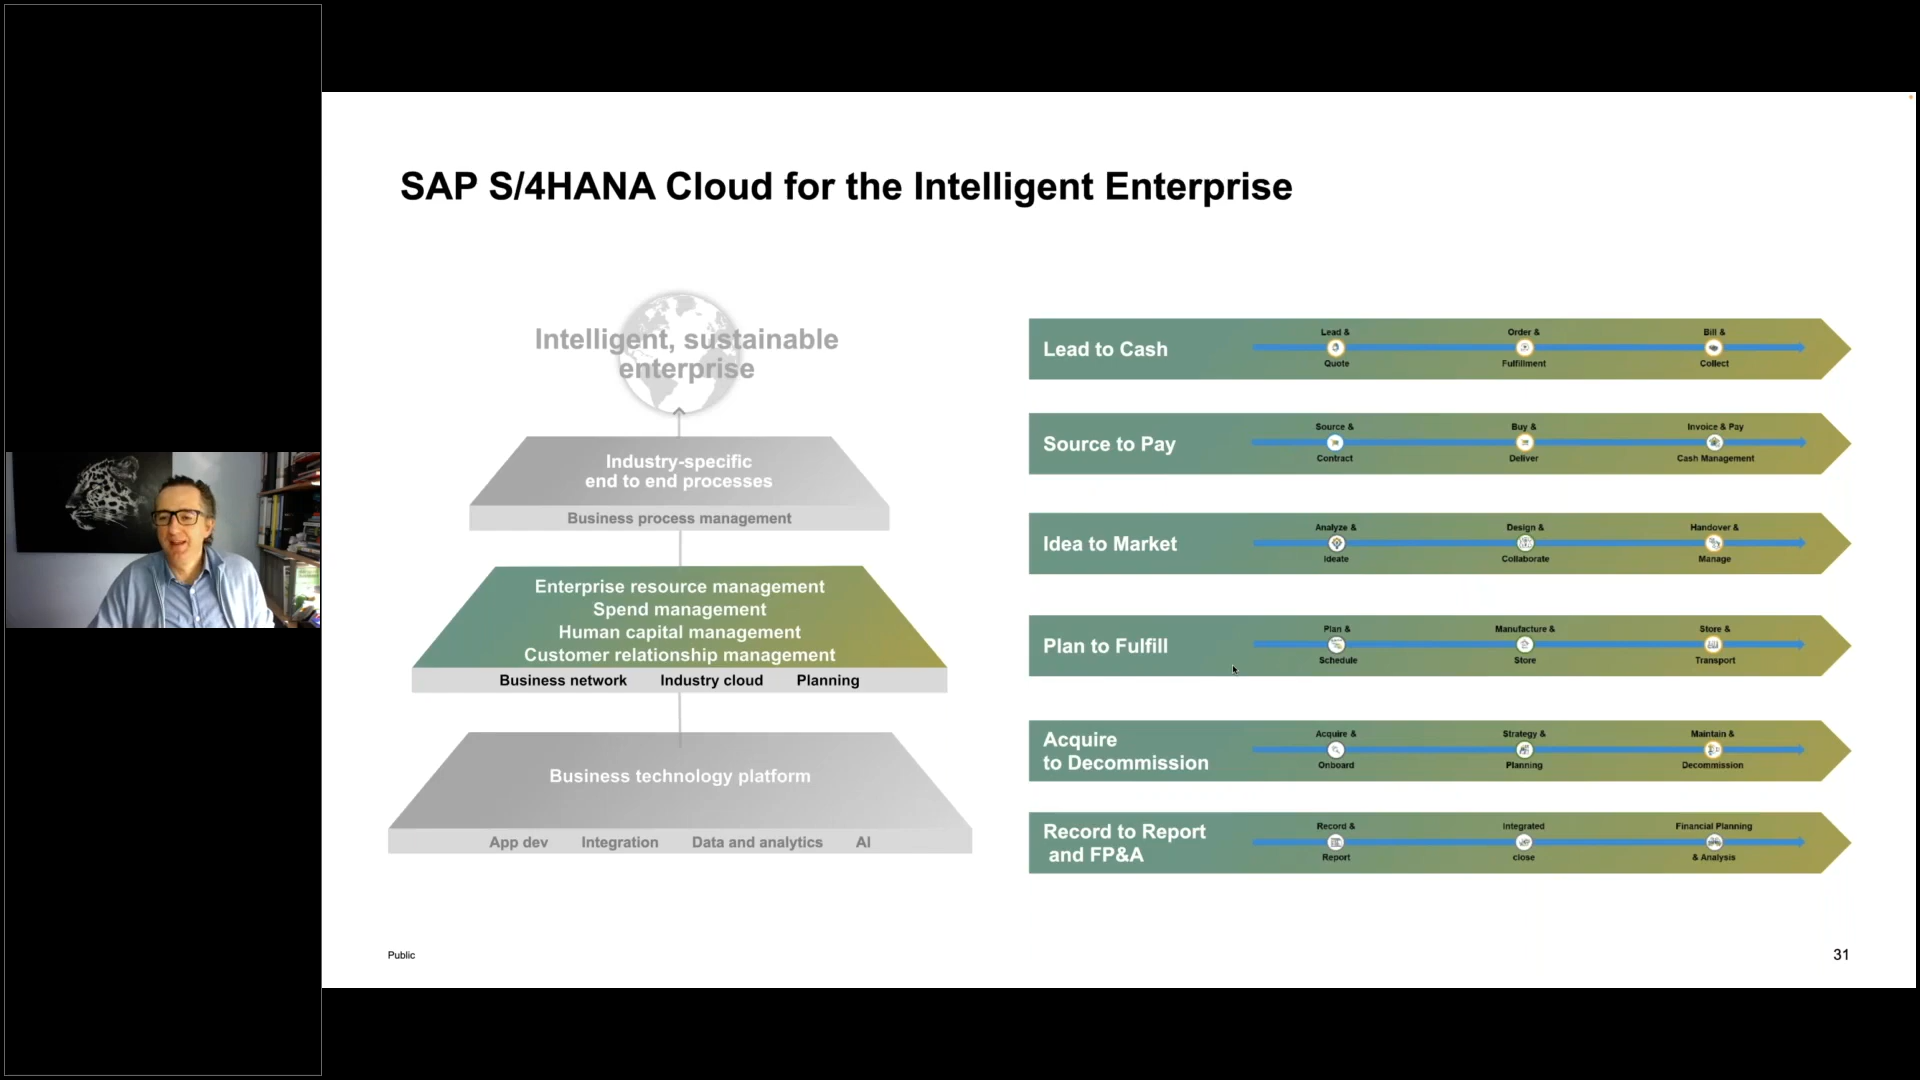 SAP S/4HANA Cloud for the Intelligent Enterprise
Intelligent, sustainable
enterprise
Industry-specific
end to end processes
Business process management
Enterprise resource management
Spend management
Human capital management
Customer relationship management
Business network Industry cloud Planning
Business technology platform
App dev Integration Data and analytics AI
Lead to Cash
Lead &
Quote
Order &
Fulfillment
Bill &
Collect
Source to Pay
Source &
Contract
Buy &
Deliver
Invoice & Pay
Cash Management
Idea to Market
Analyze &
Ideate
Design &
Collaborate
Handover &
Manage
Plan to Fulfill
Plan &
Schedule
Manufacture &
Store
Store &
Transport
Acquire
to Decommission
Acquire &
Onboard
Strategy &
Planning
Maintain &
Decommission
Record to Report
and FP&A
Record &
Report
Integrated
close
Financial Planning
& Analysis
Public
31